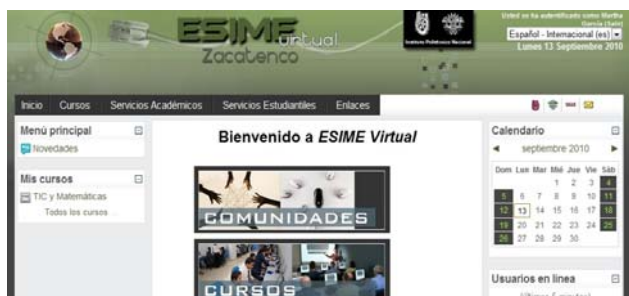 ESIME virtual
Zacatenco
Instituto Politécnico Nacional
Usted se ha autentificado como Martha
García (Salir)
Español - Internacional (es)
Lunes 13 Septiembre 2010
Inicio Cursos Servicios Académicos Servicios Estudiantiles Enlaces
Menú principal
Novedades
Mis cursos
TIC y Matemáticas
Todos los cursos
Bienvenido a ESIME Virtual
COMUNIDADES
CURSOS
Calendario
septiembre 2010
Dom Lun Mar Mié Jue Vie Sáb
1 2 3 4
5 6 7 8 9 10 11
12 13 14 15 16 17 18
19 20 21 22 23 24 25
26 27 28 29 30
Usuarios en línea
(últimos 5 minutos)